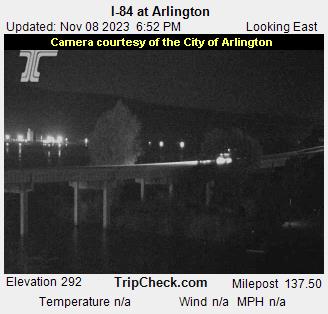 I-84 at Arlington
Updated: Nov 08 2023 6:52 PM Looking East
Camera courtesy of the City of Arlington
Elevation 292 TripCheck.com Milepost 137.50
Temperature n/a Wind n/a MPH n/a